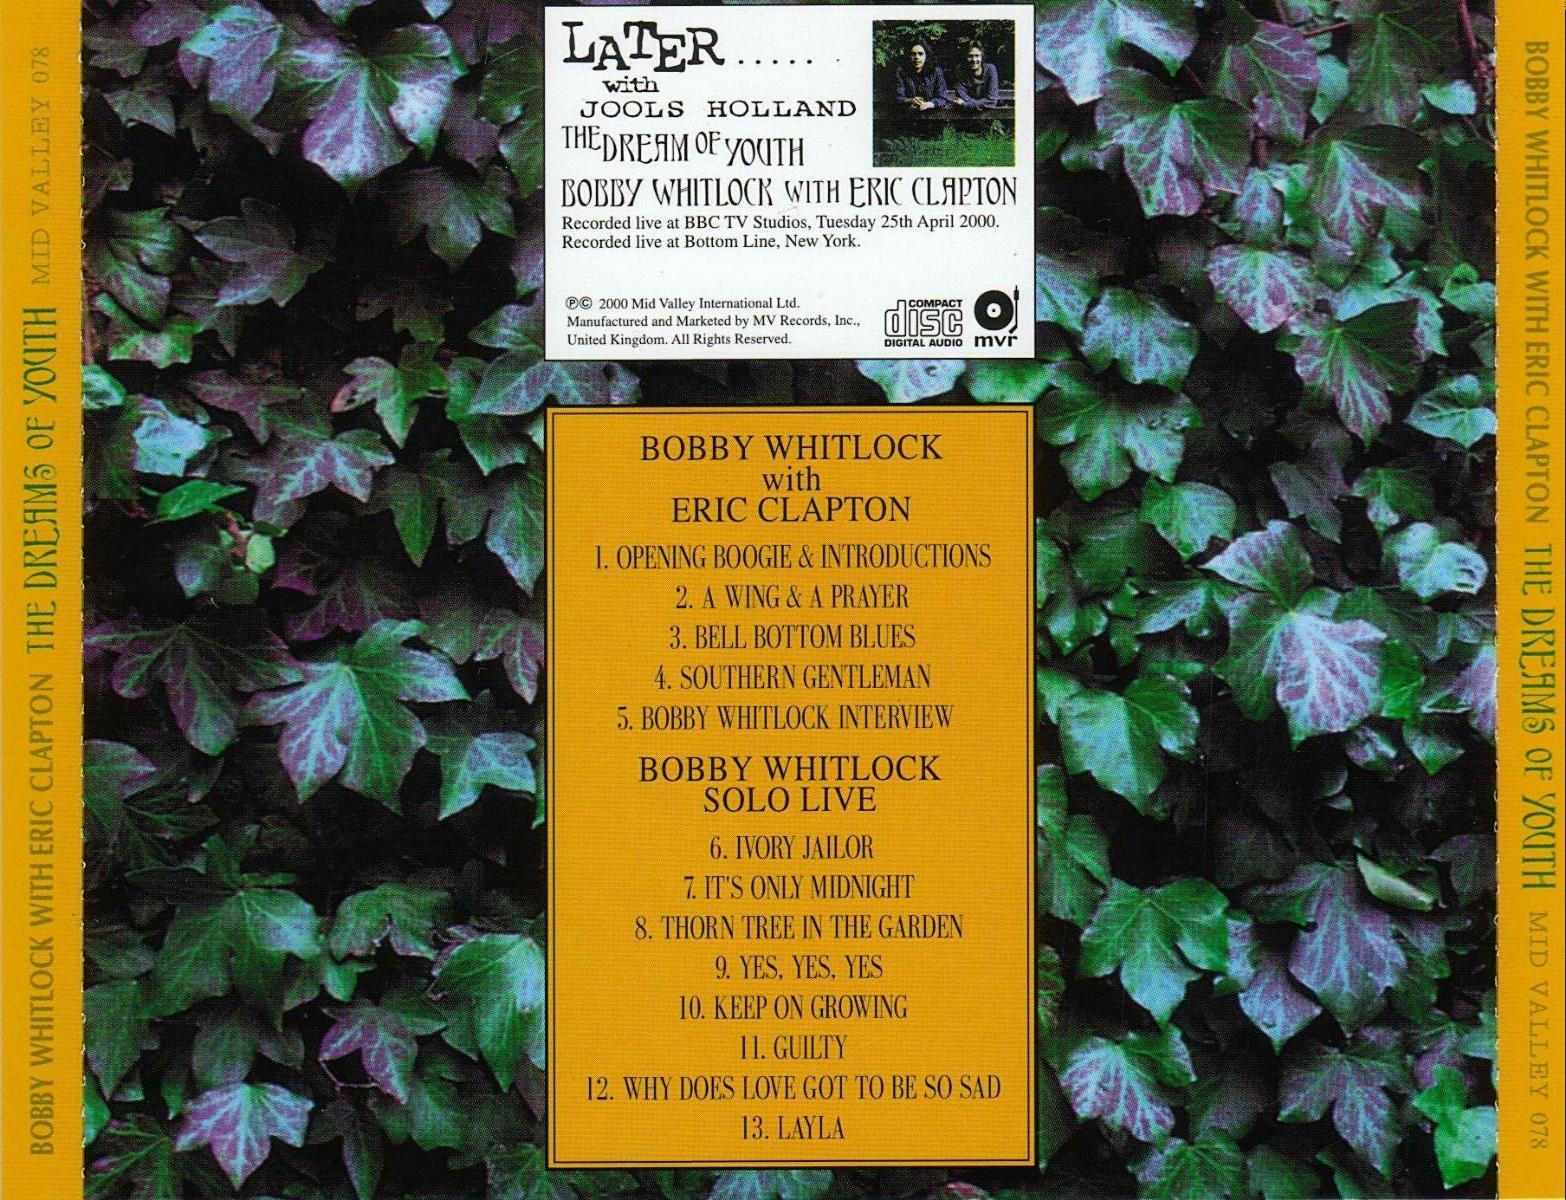 LATER.....
with
JOOLS HOLLAND
THE DREAM OF YOUTH
BOBBY WHITLOCK WITH ERIC CLAPTON
Recorded live at BBC TV Studios, Tuesday 25th April 2000.
Recorded live at Bottom Line, New York.
℗© 2000 Mid Valley International Ltd.
Manufactured and Marketed by MV Records, Inc.,
United Kingdom. All Rights Reserved.
COMPACT
disc
DIGITAL AUDIO
mvr
BOBBY WHITLOCK
with
ERIC CLAPTON
1. OPENING BOOGIE & INTRODUCTIONS
2. A WING & A PRAYER
3. BELL BOTTOM BLUES
4. SOUTHERN GENTLEMAN
5. BOBBY WHITLOCK INTERVIEW
BOBBY WHITLOCK
SOLO LIVE
6. IVORY JAILOR
7. IT'S ONLY MIDNIGHT
8. THORN TREE IN THE GARDEN
9. YES, YES, YES
10. KEEP ON GROWING
11. GUILTY
12. WHY DOES LOVE GOT TO BE SO SAD
13. LAYLA
BOBBY WHITLOCK WITH ERIC CLAPTON THE DREAMS OF YOUTH MID VALLEY 078
BOBBY WHITLOCK WITH ERIC CLAPTON THE DREAMS OF YOUTH MID VALLEY 078